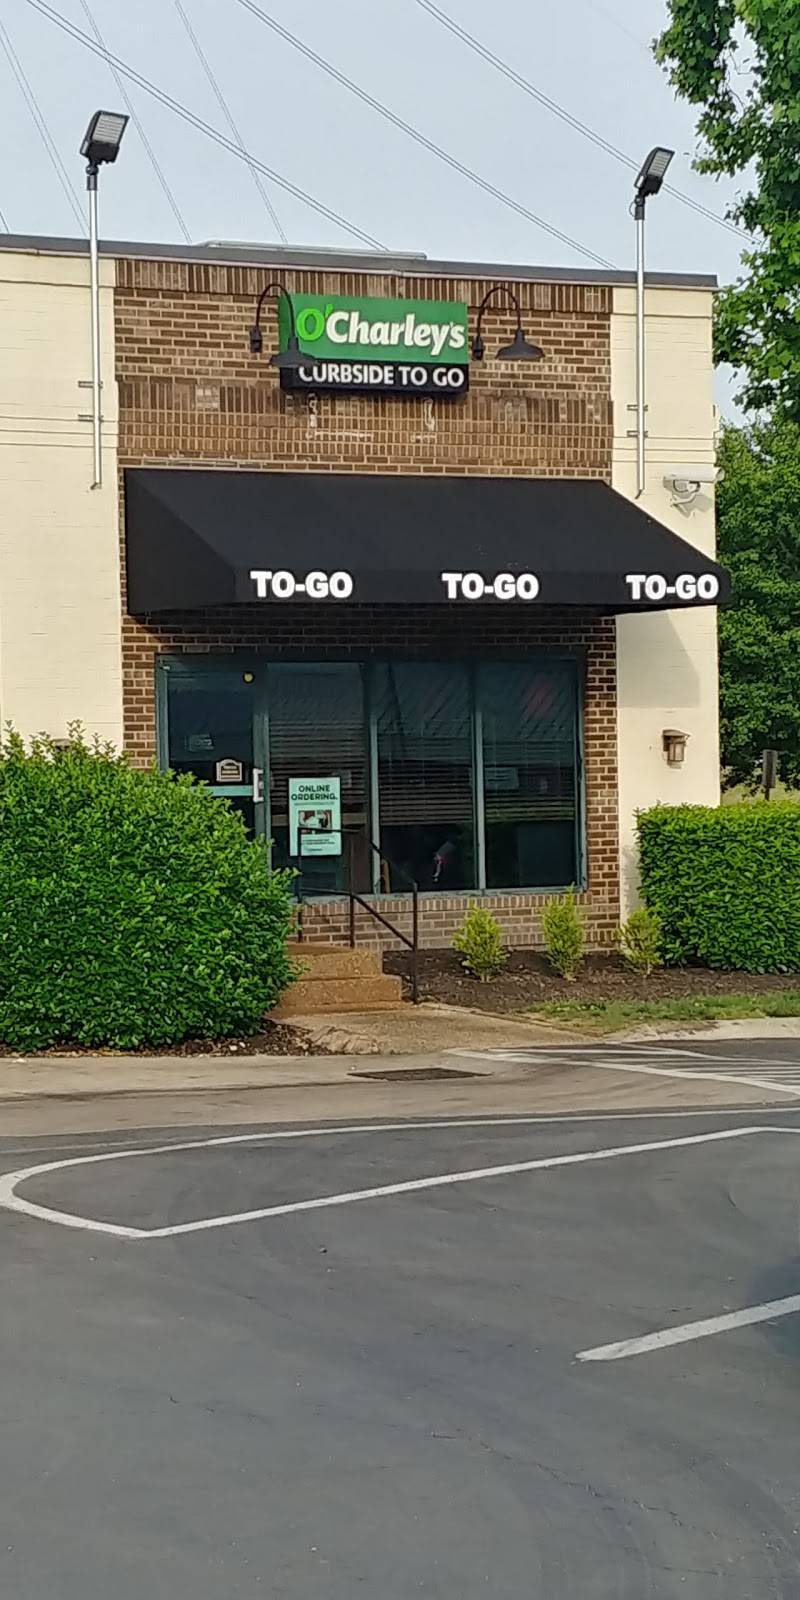 O'Charley's
CURBSIDE TO GO
TO-GO TO-GO TO-GO
ONLINE
ORDERING.